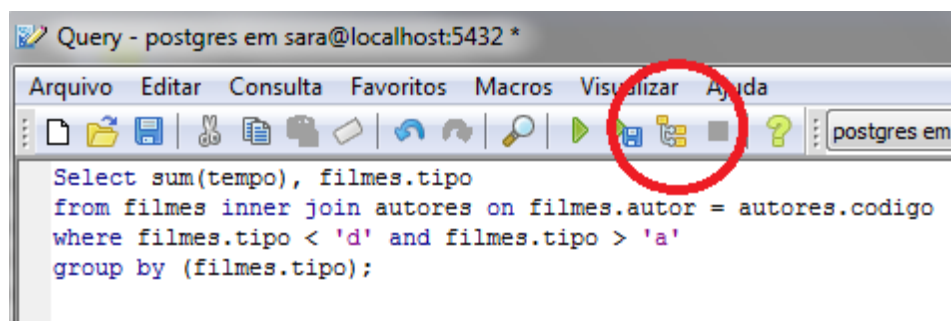 Query - postgres em sara@localhost:5432 *
Arquivo Editar Consulta Favoritos Macros Visualizar Ajuda
postgres em
Select sum(tempo), filmes.tipo
from filmes inner join autores on filmes.autor = autores.codigo
where filmes.tipo < 'd' and filmes.tipo > 'a'
group by (filmes.tipo);